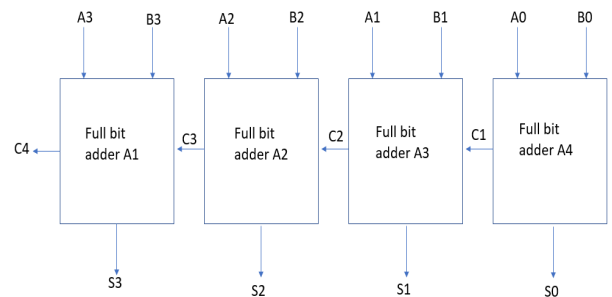 A3 B3 A2 B2 A1 B1 A0 B0
Full bit
adder A1
Full bit
adder A2
Full bit
adder A3
Full bit
adder A4
C4 C3 C2 C1
S3 S2 S1 S0